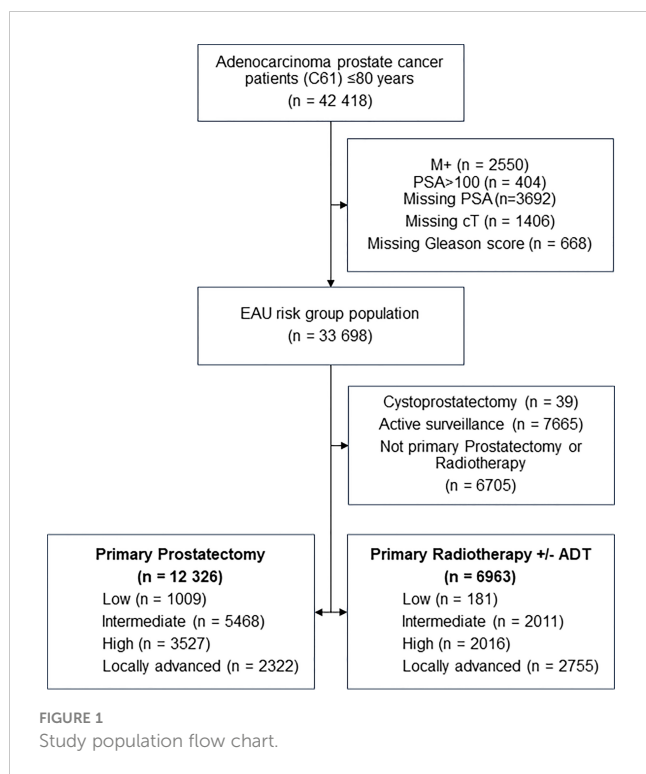 Adenocarcinoma prostate cancer
patients (C61) ≤80 years
(n = 42 418)
M+ (n = 2550)
PSA>100 (n = 404)
Missing PSA (n=3692)
Missing cT (n = 1406)
Missing Gleason score (n = 668)
EAU risk group population
(n = 33 698)
Cystoprostatectomy (n = 39)
Active surveillance (n = 7665)
Not primary Prostatectomy or
Radiotherapy
(n = 6705)
Primary Prostatectomy
(n = 12 326)
Low (n = 1009)
Intermediate (n = 5468)
High (n = 3527)
Locally advanced (n = 2322)
Primary Radiotherapy +/- ADT
(n = 6963)
Low (n = 181)
Intermediate (n = 2011)
High (n = 2016)
Locally advanced (n = 2755)
FIGURE 1
Study population flow chart.